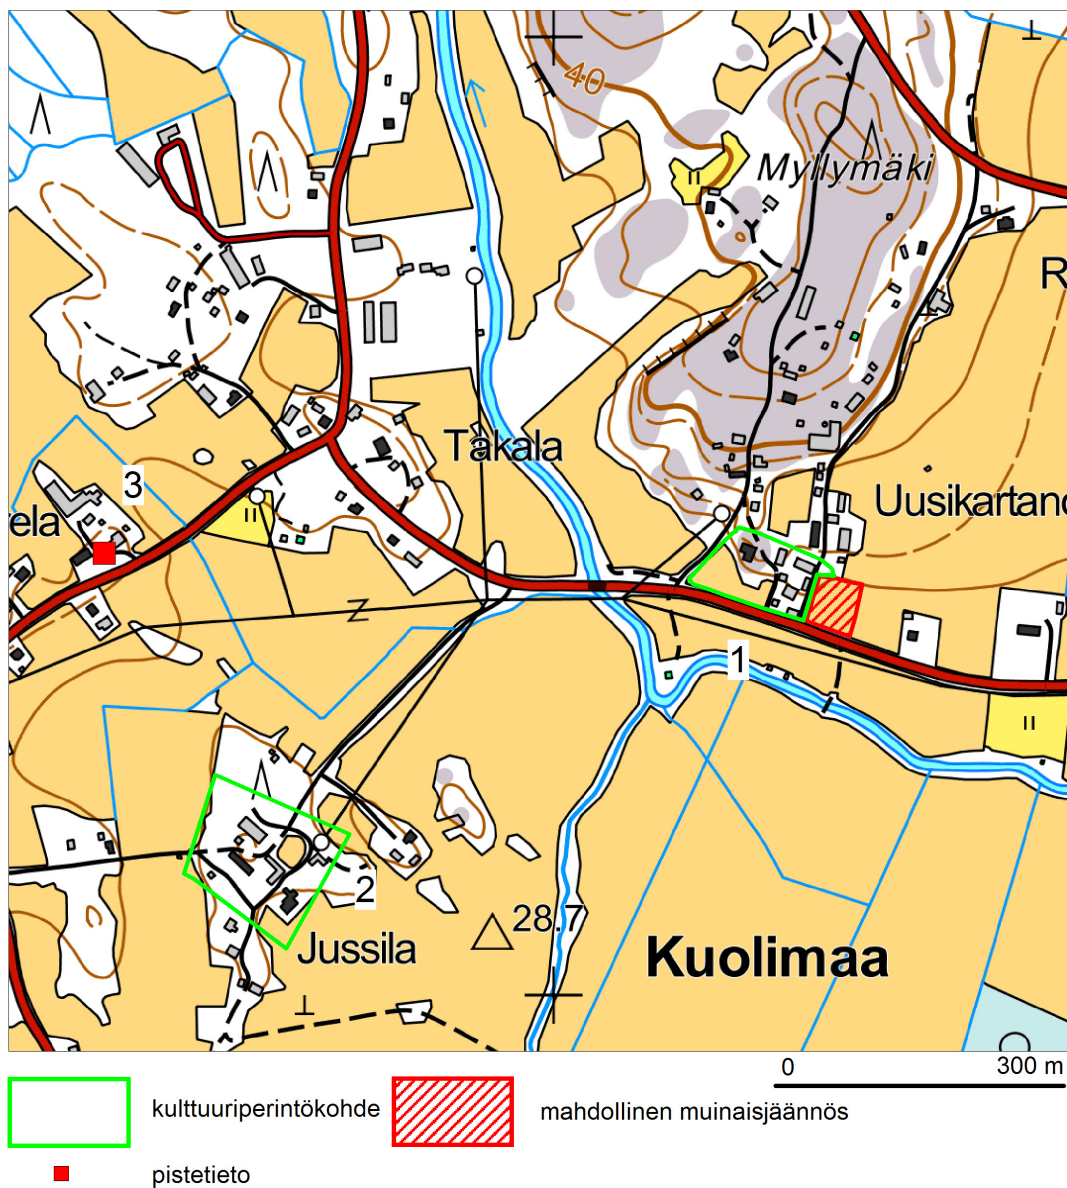 40
Myllymäki
R
Takala
3
Uusikartano
ela
1
2
28.7
Jussila
Kuolimaa
0 300 m
kulttuuriperintökohde mahdollinen muinaisjäännös
pistetieto